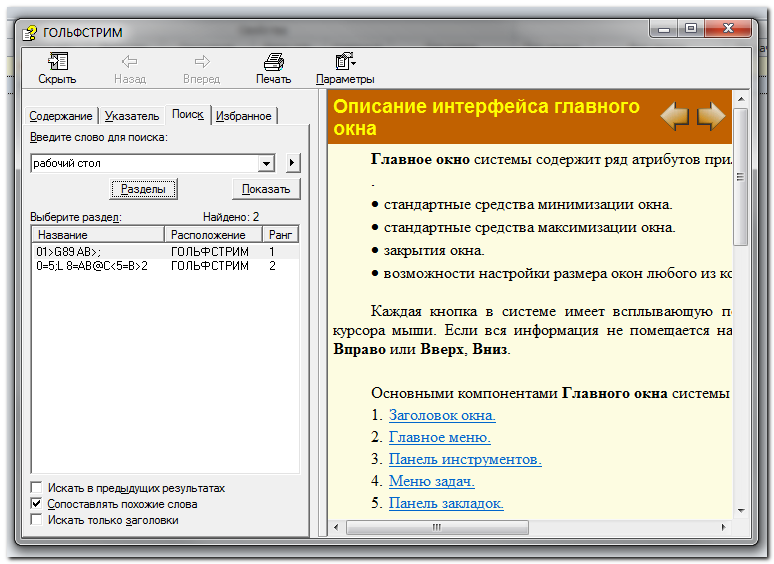 ГОЛЬФСТРИМ
Скрыть Назад Вперед Печать Параметры
Содержание Указатель Поиск Избранное
Введите слово для поиска:
рабочий стол
Разделы Показать
Выберите раздел: Найдено: 2
Название Расположение Ранг
01>G89 AB>; ГОЛЬФСТРИМ 1
0=5;L 8=AB@C<5=B>2 ГОЛЬФСТРИМ 2
Искать в предыдущих результатах
Сопоставлять похожие слова
Искать только заголовки
Описание интерфейса главного
окна
Главное окно системы содержит ряд атрибутов
.
• стандартные средства минимизации окна.
• стандартные средства максимизации окна.
• закрытия окна.
• возможности настройки размера окон любого из
Каждая кнопка в системе имеет всплывающую
курсора мыши. Если вся информация не помещается
Вправо или Вверх, Вниз.
Основными компонентами Главного окна системы
1. Заголовок окна.
2. Главное меню.
3. Панель инструментов.
4. Меню задач.
5. Панель закладок.